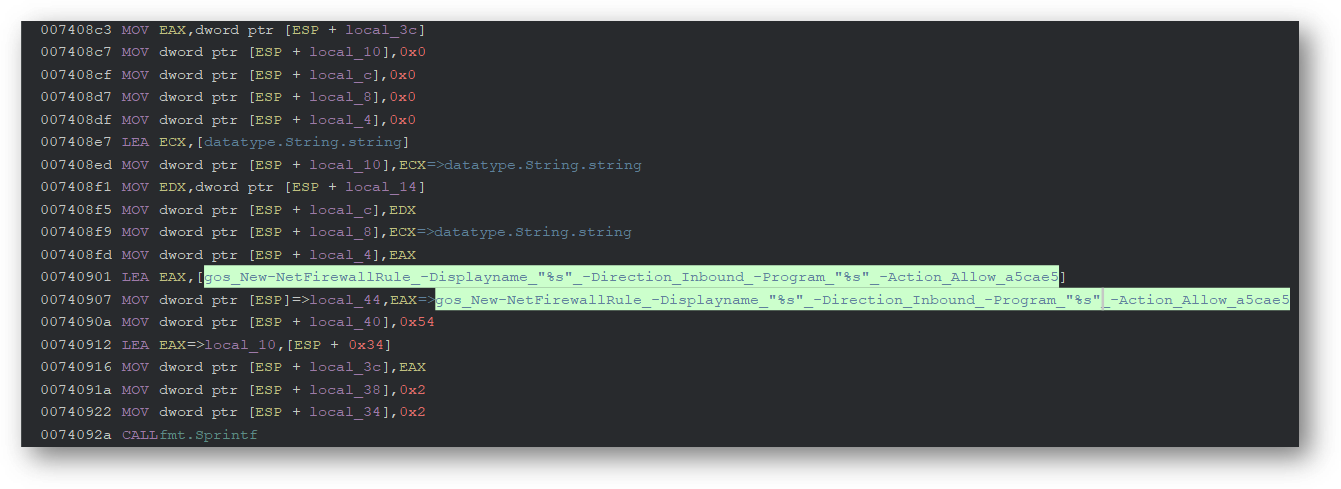 007408c3 MOV EAX,dword ptr [ESP + local_3c]
007408c7 MOV dword ptr [ESP + local_10],0x0
007408cf MOV dword ptr [ESP + local_c],0x0
007408d7 MOV dword ptr [ESP + local_8],0x0
007408df MOV dword ptr [ESP + local_4],0x0
007408e7 LEA ECX,[datatype.String.string]
007408ed MOV dword ptr [ESP + local_10],ECX=>datatype.String.string
007408f1 MOV EDX,dword ptr [ESP + local_14]
007408f5 MOV dword ptr [ESP + local_c],EDX
007408f9 MOV dword ptr [ESP + local_8],ECX=>datatype.String.string
007408fd MOV dword ptr [ESP + local_4],EAX
00740901 LEA EAX,[gos_New-NetFirewallRule_-Displayname_"%s"_-Direction_Inbound_-Program_"%s"_-Action_Allow_a5cae5]
00740907 MOV dword ptr [ESP]=>local_44,EAX=>gos_New-NetFirewallRule_-Displayname_"%s"_-Direction_Inbound_-Program_"%s"_-Action_Allow_a5cae5
0074090a MOV dword ptr [ESP + local_40],0x54
00740912 LEA EAX=>local_10,[ESP + 0x34]
00740916 MOV dword ptr [ESP + local_3c],EAX
0074091a MOV dword ptr [ESP + local_38],0x2
00740922 MOV dword ptr [ESP + local_34],0x2
0074092a CALLfmt.Sprintf